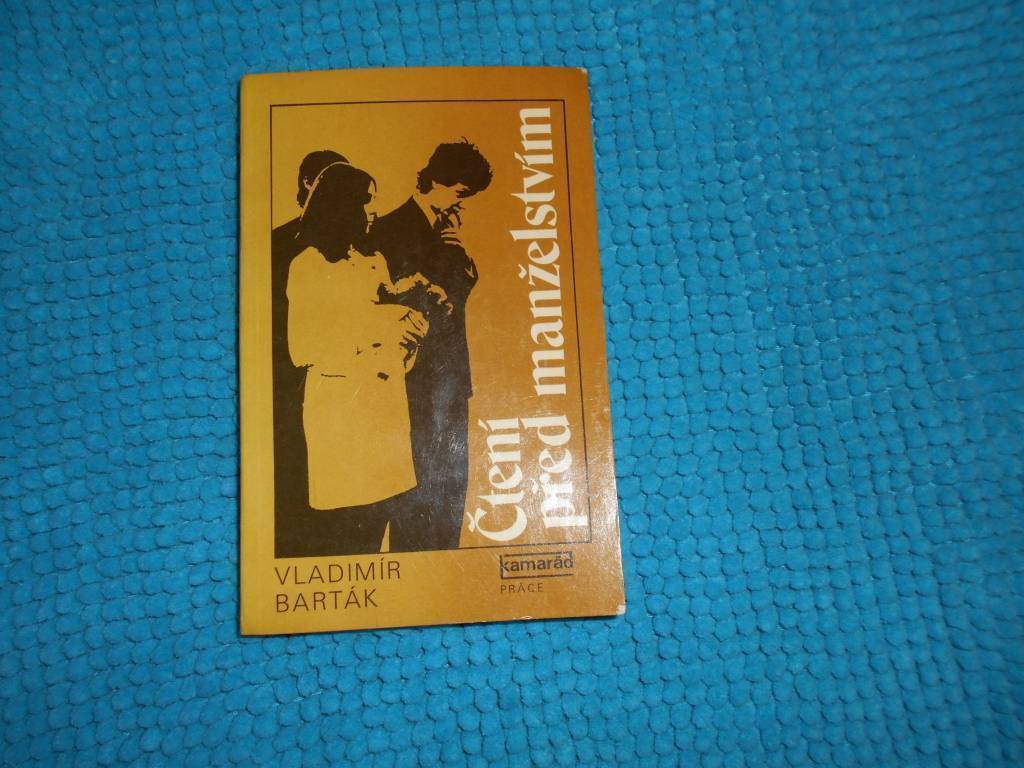 Čtení
před manželstvím
VLADIMÍR
BARTÁK
kamarád
PRÁCE